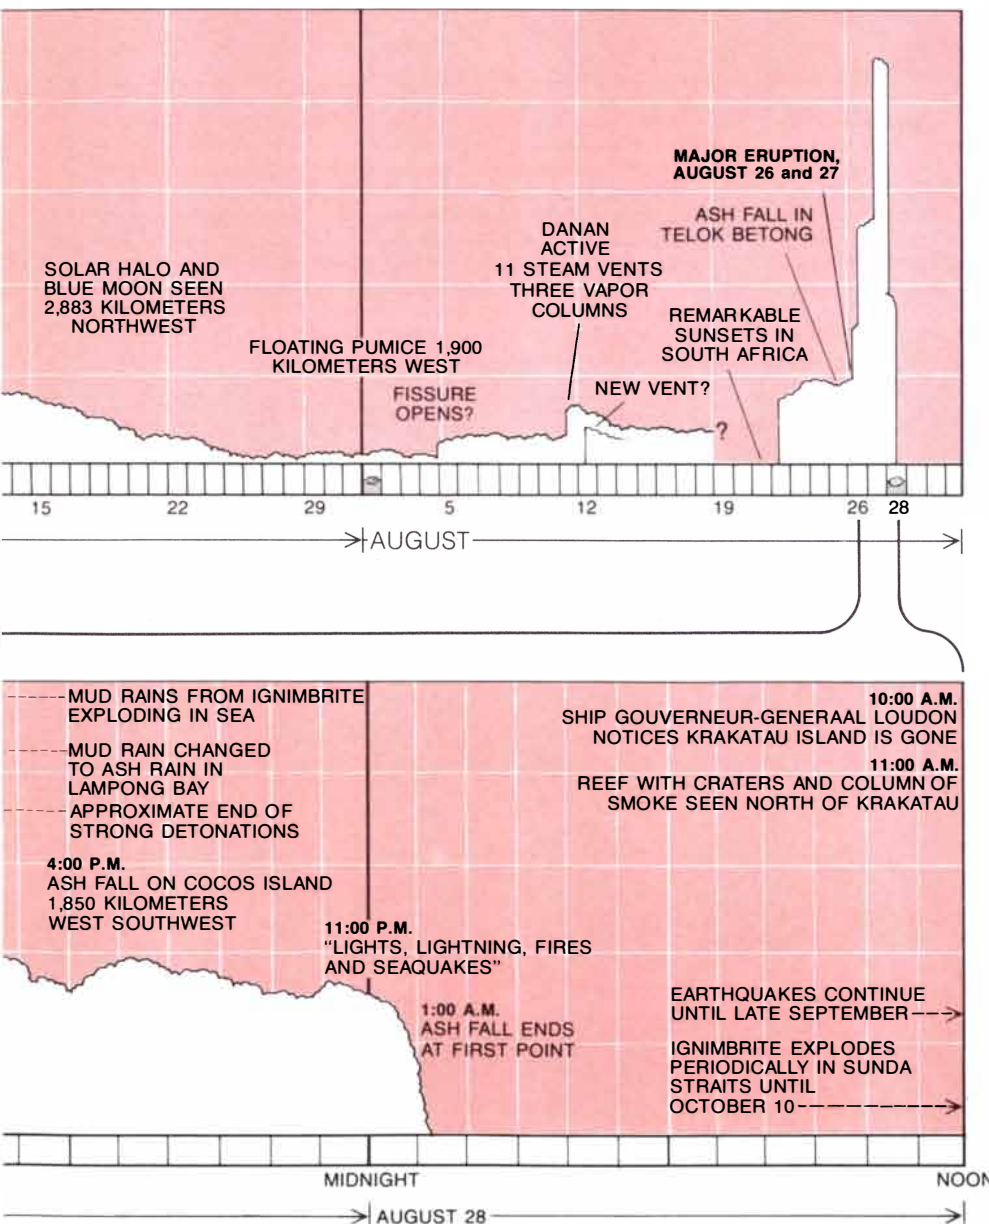 MAJOR ERUPTION,
AUGUST 26 and 27
ASH FALL IN
TELOK BETONG
DANAN
ACTIVE
11 STEAM VENTS
THREE VAPOR
COLUMNS
SOLAR HALO AND
BLUE MOON SEEN
2,883 KILOMETERS
NORTHWEST
REMARKABLE
SUNSETS IN
SOUTH AFRICA
FLOATING PUMICE 1,900
KILOMETERS WEST
FISSURE
OPENS?
NEW VENT?
?
15 22 29 5 12 19 26 28
AUGUST
MUD RAINS FROM IGNIMBRITE
EXPLODING IN SEA
MUD RAIN CHANGED
TO ASH RAIN IN
LAMPONG BAY
APPROXIMATE END OF
STRONG DETONATIONS
4:00 P.M.
ASH FALL ON COCOS ISLAND
1,850 KILOMETERS
WEST SOUTHWEST
11:00 P.M.
“LIGHTS, LIGHTNING, FIRES
AND SEAQUAKES”
1:00 A.M.
ASH FALL ENDS
AT FIRST POINT
10:00 A.M.
SHIP GOUVERNEUR-GENERAAL LOUDON
NOTICES KRAKATAU ISLAND IS GONE
11:00 A.M.
REEF WITH CRATERS AND COLUMN OF
SMOKE SEEN NORTH OF KRAKATAU
EARTHQUAKES CONTINUE
UNTIL LATE SEPTEMBER
IGNIMBRITE EXPLODES
PERIODICALLY IN SUNDA
STRAITS UNTIL
OCTOBER 10
MIDNIGHT NOON
AUGUST 28